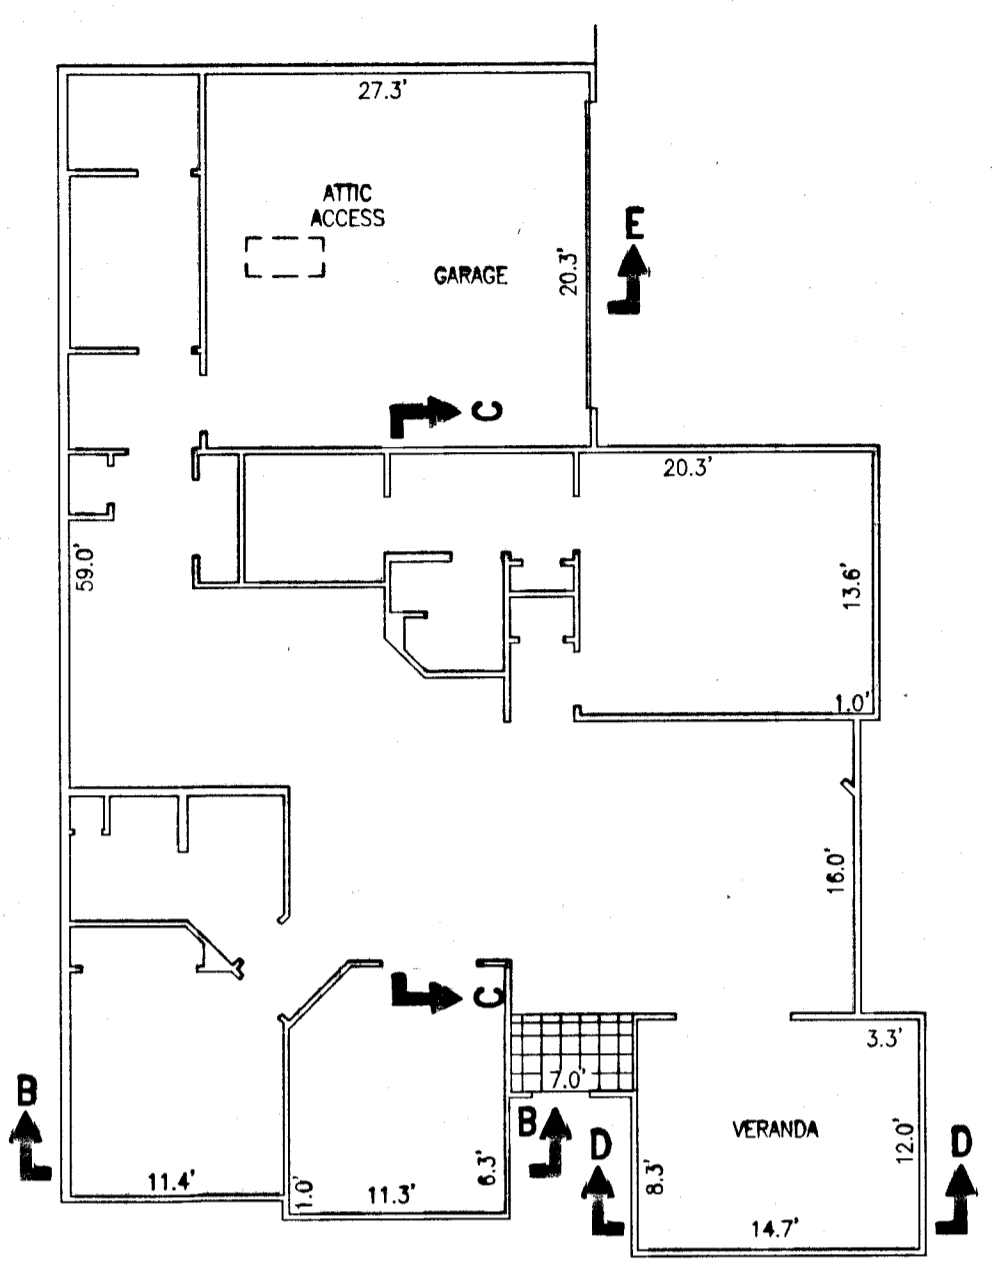 27.3'
ATTIC
ACCESS
GARAGE
20.3'
E
C
20.3'
59.0'
13.6'
1.0'
16.0'
C
3.3'
7.0'
B
B
VERANDA
12.0'
D
D
8.3'
6.3'
11.4'
1.0'
11.3'
14.7'